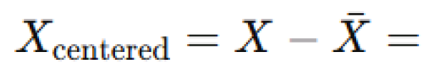 X_centered = X − X̄ =